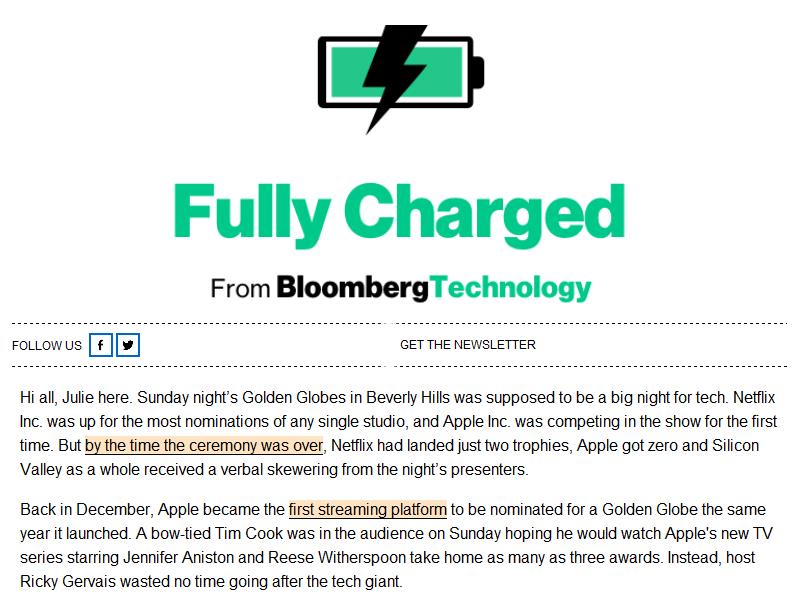 Fully Charged
From BloombergTechnology
FOLLOW US
GET THE NEWSLETTER
Hi all, Julie here. Sunday night’s Golden Globes in Beverly Hills was supposed to be a big night for tech. Netflix
Inc. was up for the most nominations of any single studio, and Apple Inc. was competing in the show for the first
time. But by the time the ceremony was over, Netflix had landed just two trophies, Apple got zero and Silicon
Valley as a whole received a verbal skewering from the night’s presenters.
Back in December, Apple became the first streaming platform to be nominated for a Golden Globe the same
year it launched. A bow-tied Tim Cook was in the audience on Sunday hoping he would watch Apple's new TV
series starring Jennifer Aniston and Reese Witherspoon take home as many as three awards. Instead, host
Ricky Gervais wasted no time going after the tech giant.